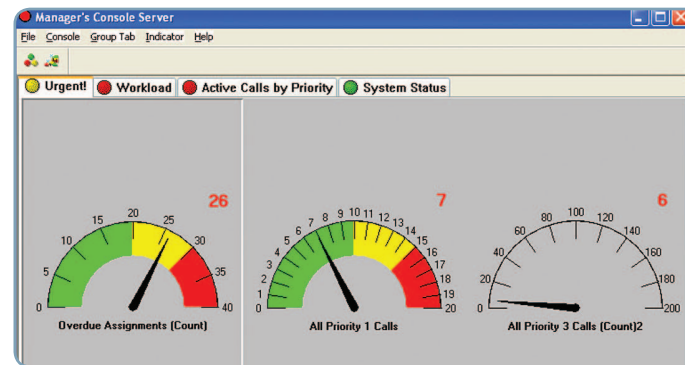 Manager's Console Server
File Console Group Tab Indicator Help
Urgent! Workload Active Calls by Priority System Status
26
0 5 10 15 20 25 30 35 40
Overdue Assignments (Count)
7
0 1 2 3 4 5 6 7 8 9 10 11 12 13 14 15 16 17 18 19 20
All Priority 1 Calls
6
0 20 40 60 80 100 120 140 160 180 200
All Priority 3 Calls (Count)2